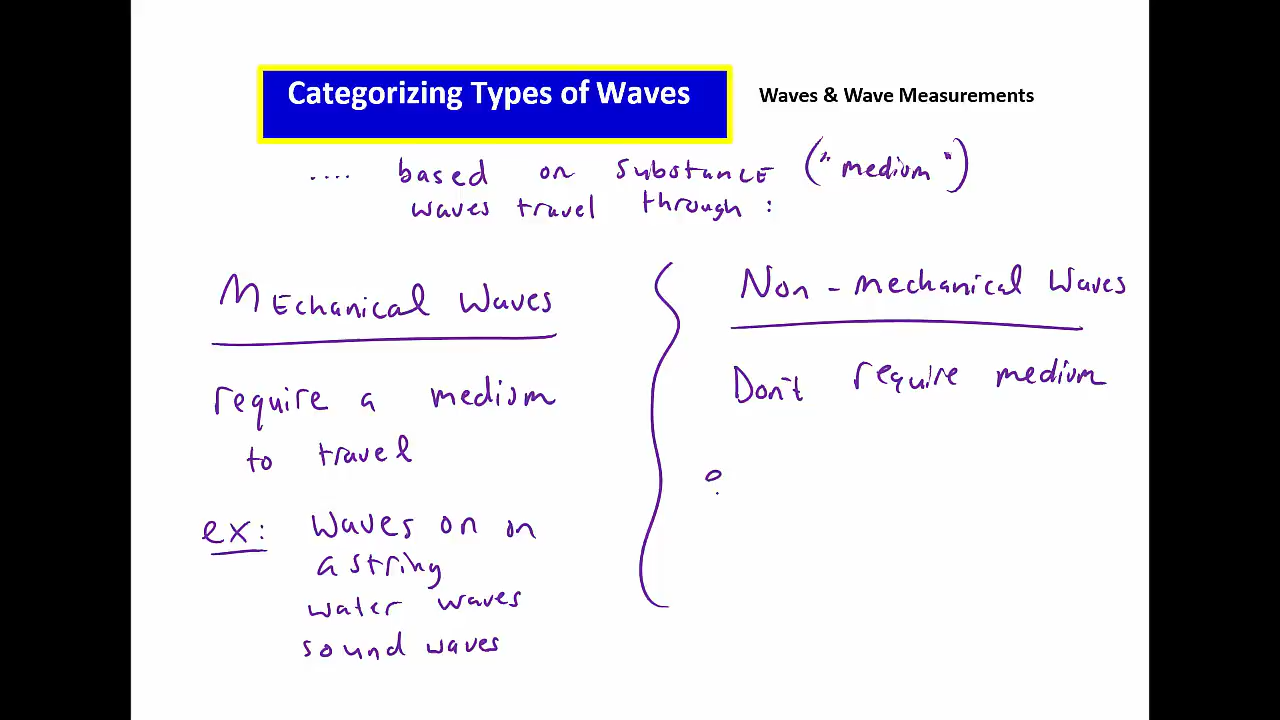 Categorizing Types of Waves
Waves & Wave Measurements
.... based on substance ("medium")
waves travel through :
Mechanical Waves
require a medium
to travel
ex: Waves on on
a string
water waves
sound waves
Non-mechanical Waves
Don't require medium